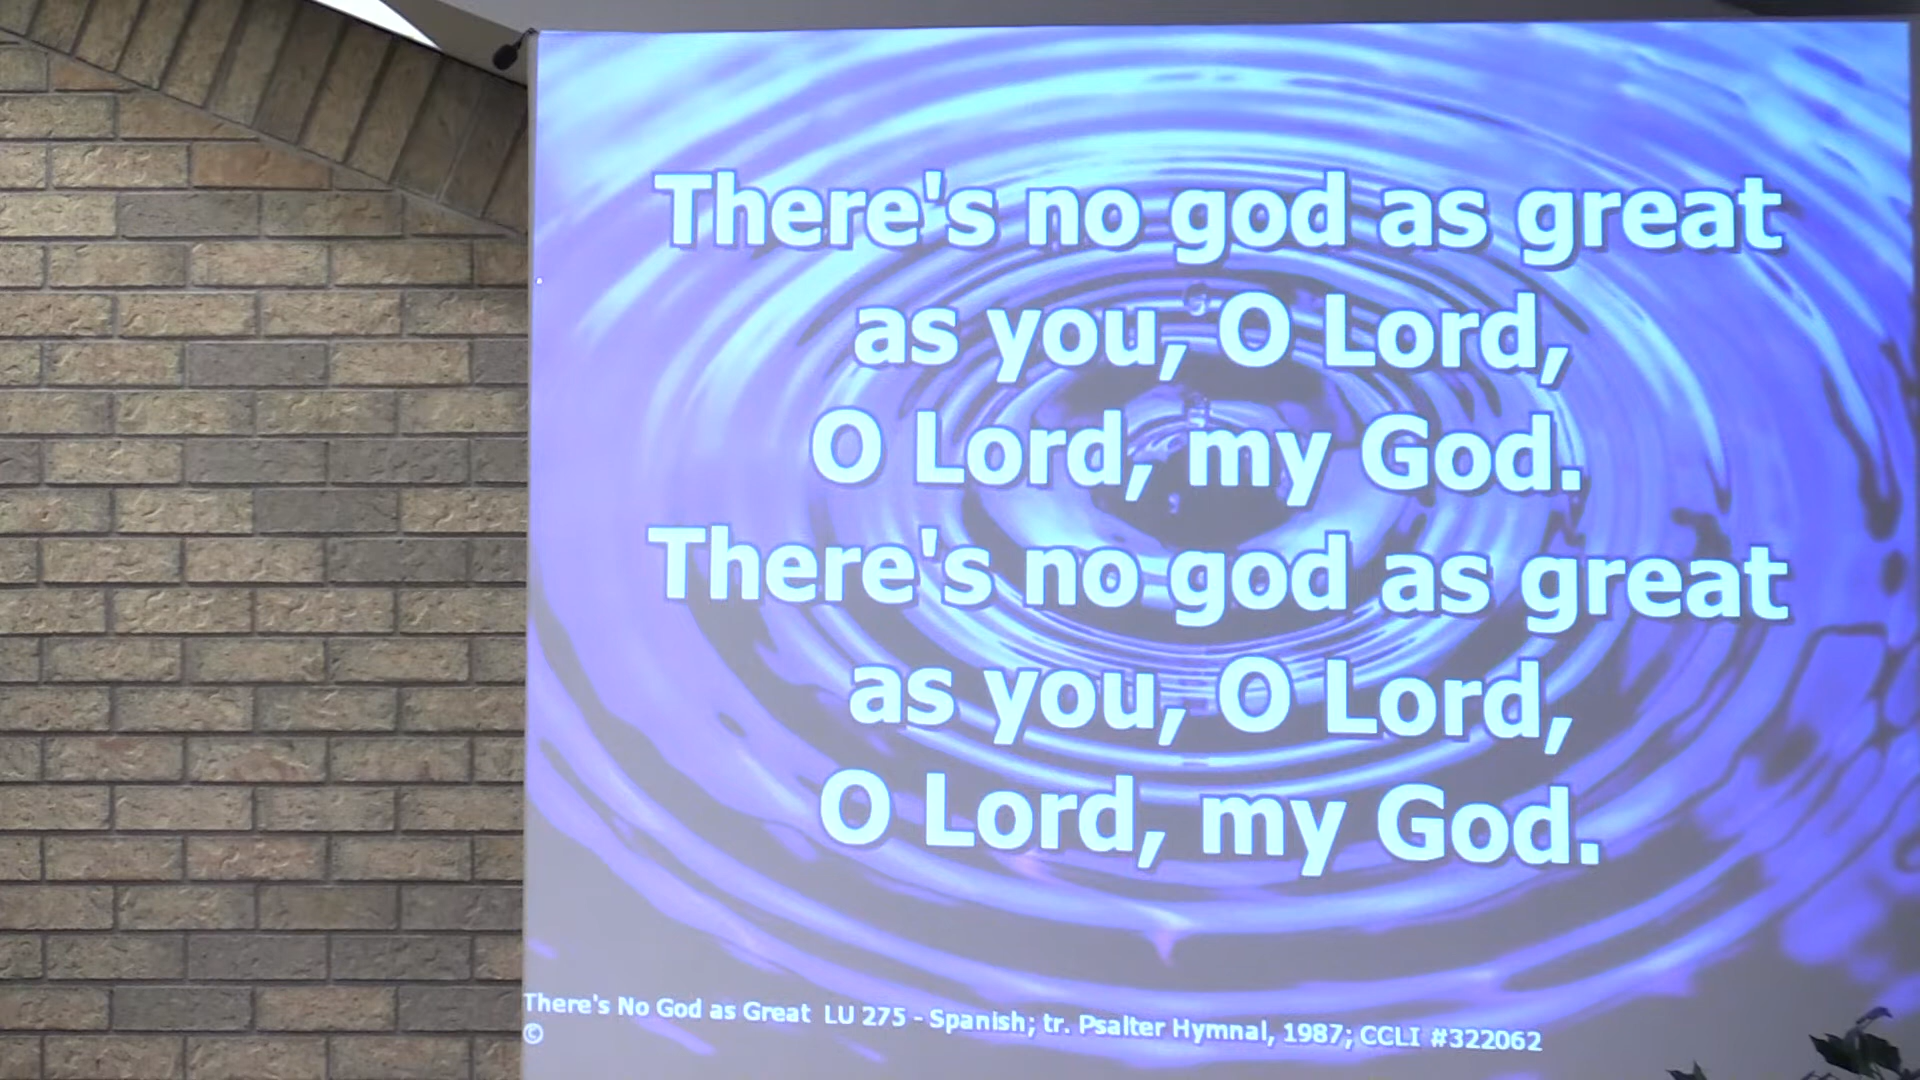 There's no god as great
as you, O Lord,
O Lord, my God.
There's no god as great
as you, O Lord,
O Lord, my God.
There's No God as Great LU 275 - Spanish; tr. Psalter Hymnal, 1987; CCLI #322062
©